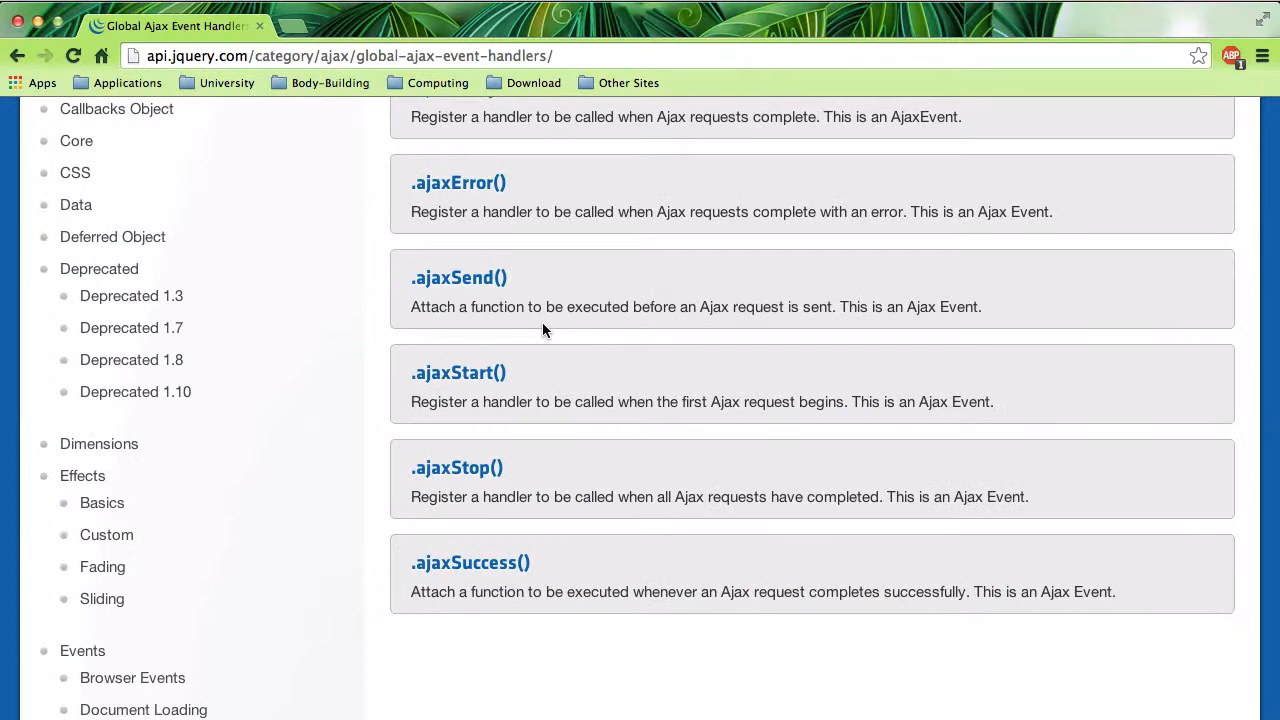 Global Ajax Event Handlers
api.jquery.com/category/ajax/global-ajax-event-handlers/
ABP
1
Apps
Applications
University
Body-Building
Computing
Download
Other Sites
Callbacks Object
Core
CSS
Data
Deferred Object
Deprecated
Deprecated 1.3
Deprecated 1.7
Deprecated 1.8
Deprecated 1.10
Dimensions
Effects
Basics
Custom
Fading
Sliding
Events
Browser Events
Document Loading
Register a handler to be called when Ajax requests complete. This is an AjaxEvent.
.ajaxError()
Register a handler to be called when Ajax requests complete with an error. This is an Ajax Event.
.ajaxSend()
Attach a function to be executed before an Ajax request is sent. This is an Ajax Event.
.ajaxStart()
Register a handler to be called when the first Ajax request begins. This is an Ajax Event.
.ajaxStop()
Register a handler to be called when all Ajax requests have completed. This is an Ajax Event.
.ajaxSuccess()
Attach a function to be executed whenever an Ajax request completes successfully. This is an Ajax Event.